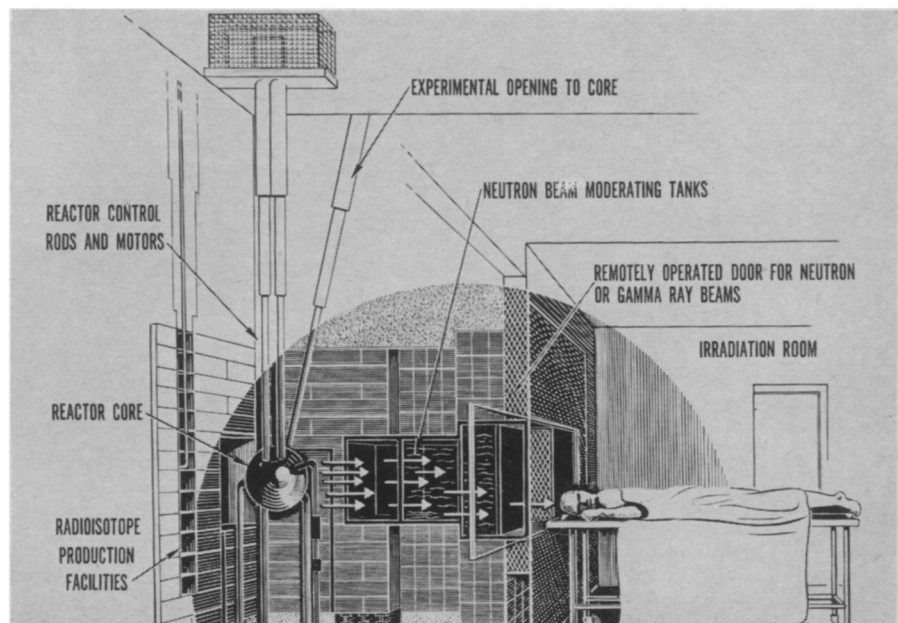 EXPERIMENTAL OPENING TO CORE
NEUTRON BEAM MODERATING TANKS
REACTOR CONTROL
RODS AND MOTORS
REMOTELY OPERATED DOOR FOR NEUTRON
OR GAMMA RAY BEAMS
IRRADIATION ROOM
REACTOR CORE
RADIOISOTOPE
PRODUCTION
FACILITIES